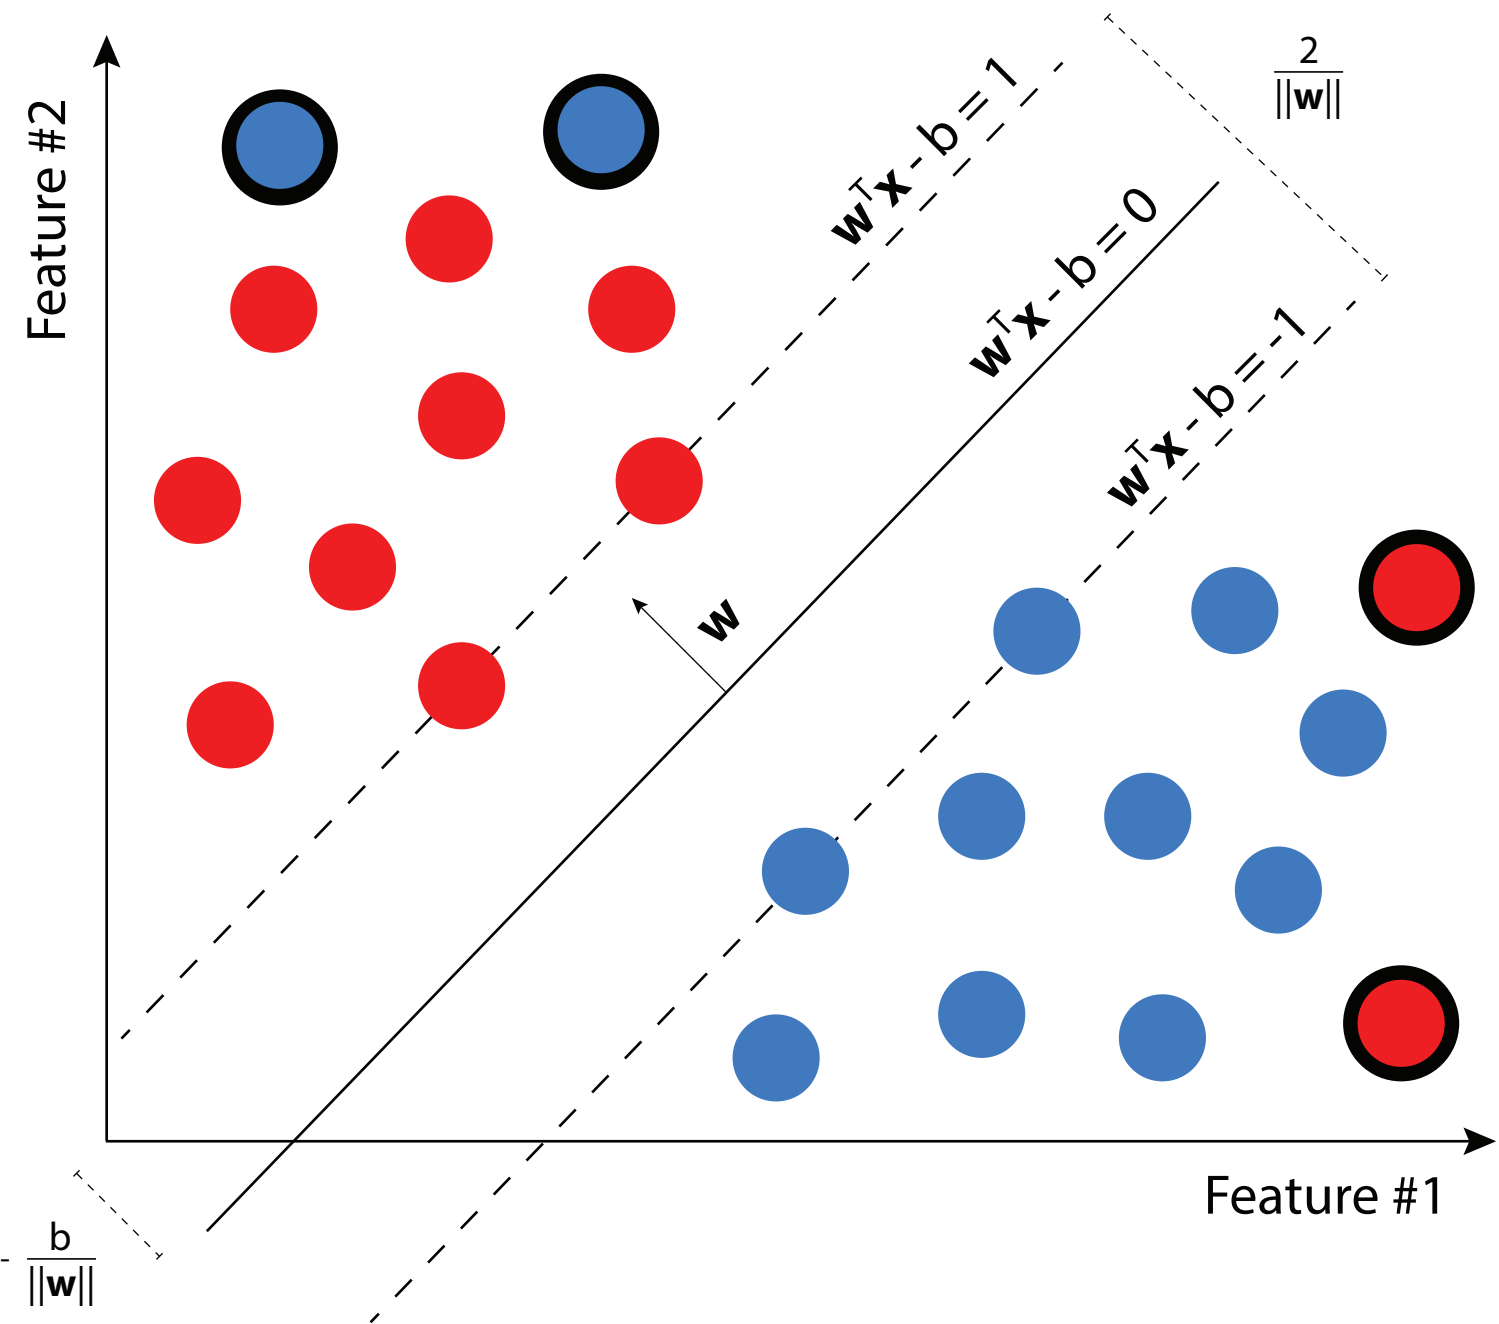 Feature #2
wᵀx - b = 1
2
||w||
wᵀx - b = 0
wᵀx - b = -1
w
Feature #1
- b
||w||